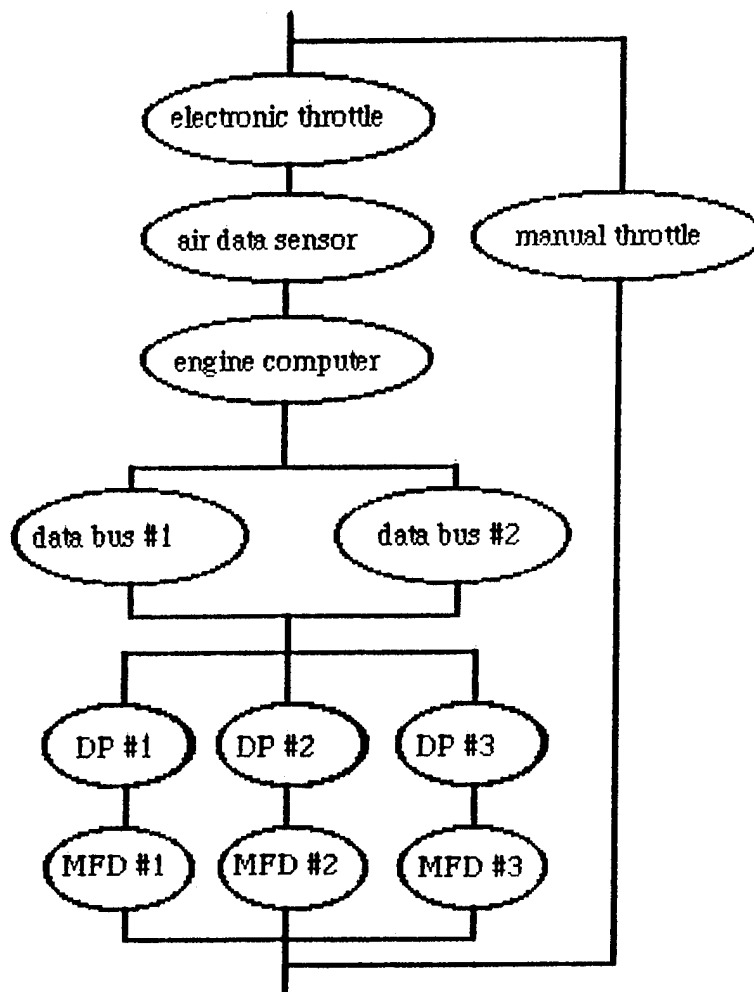 electronic throttle
air data sensor
manual throttle
engine computer
data bus #1
data bus #2
DP #1
DP #2
DP #3
MFD #1
MFD #2
MFD #3